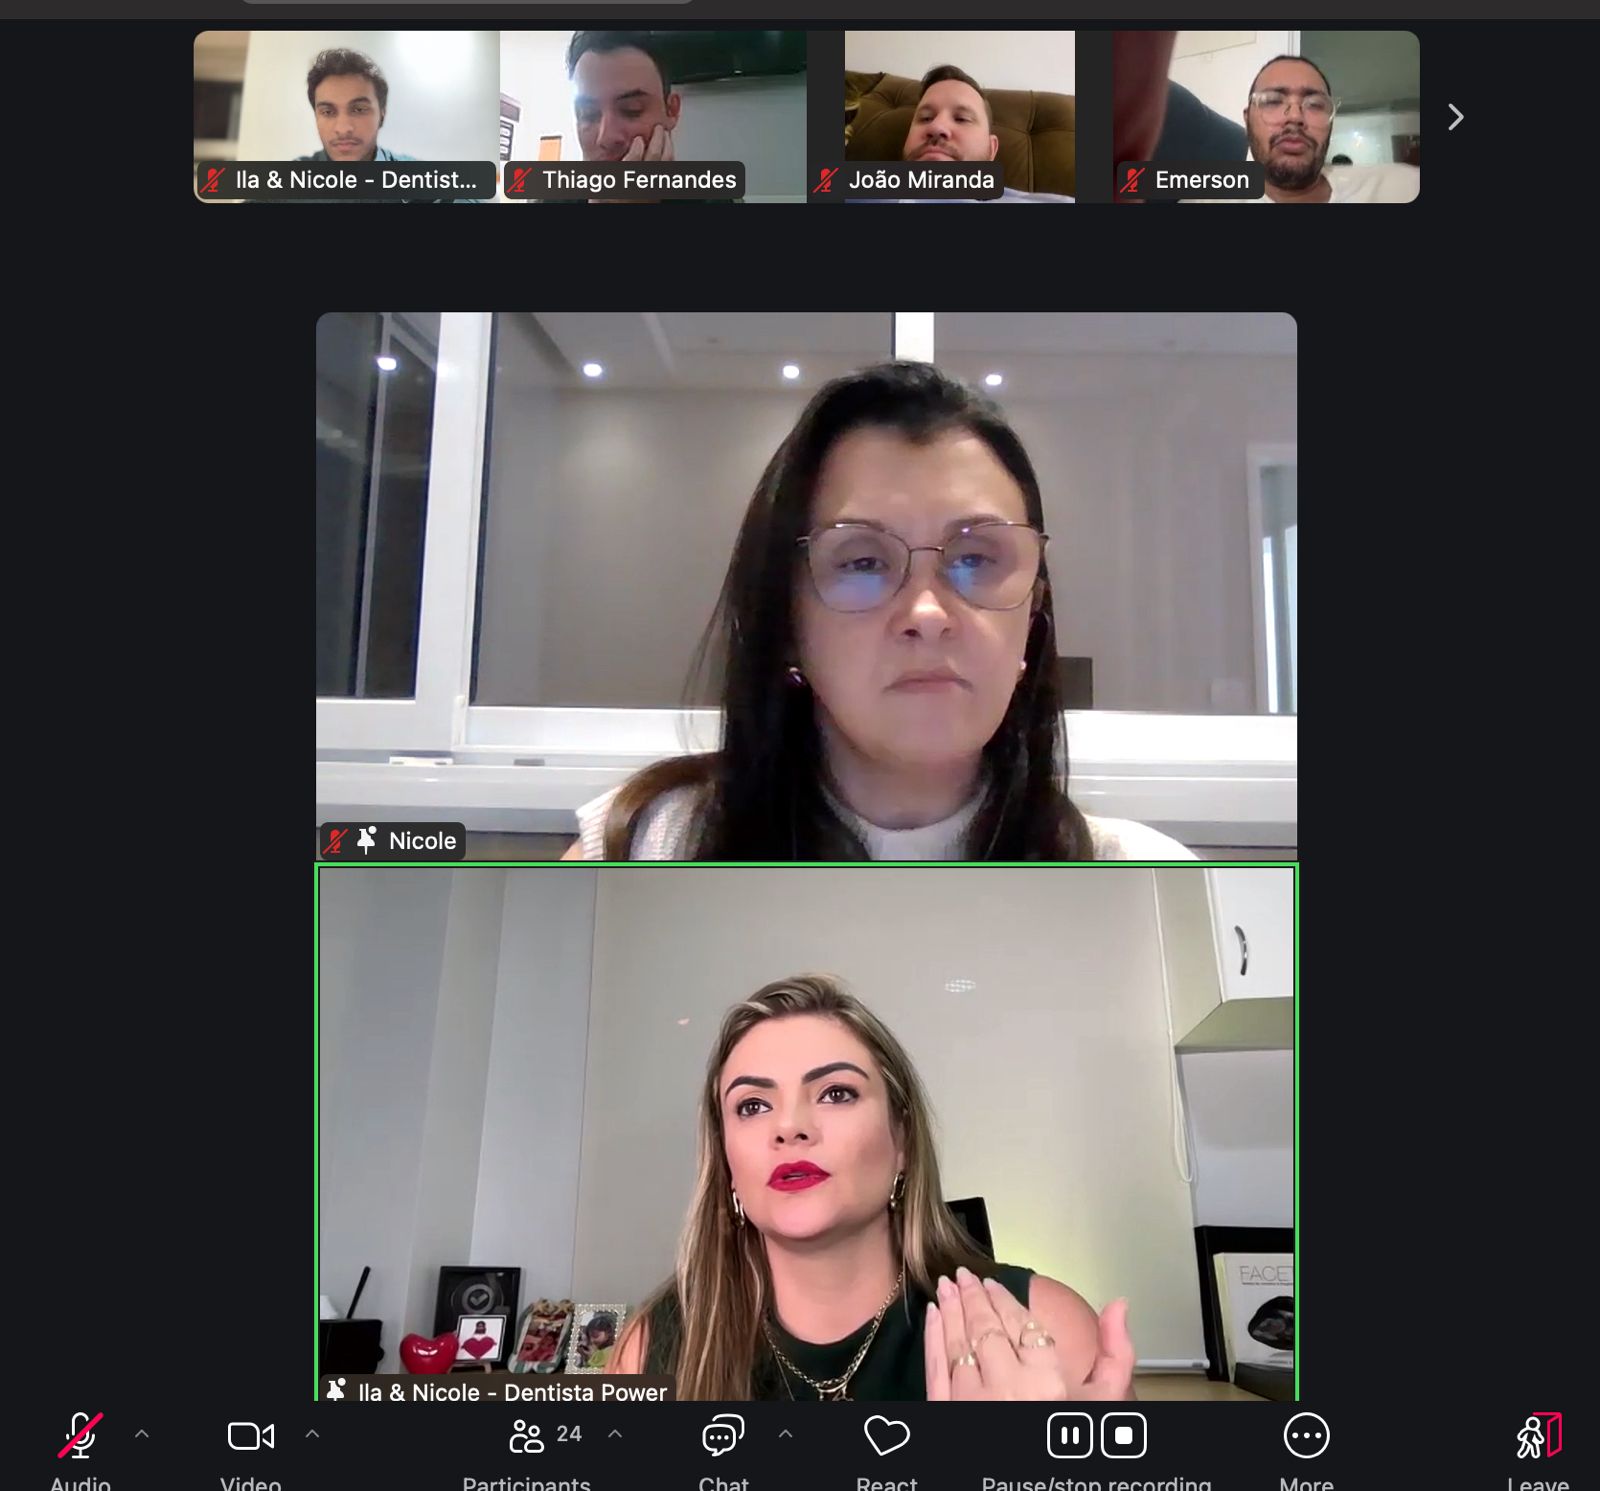 Ila & Nicole - Dentist...
Thiago Fernandes
João Miranda
Emerson
Nicole
FACET
Ila & Nicole - Dentista Power
24
Audio
Video
Participants
Chat
React
Pause/stop recording
More
Leave